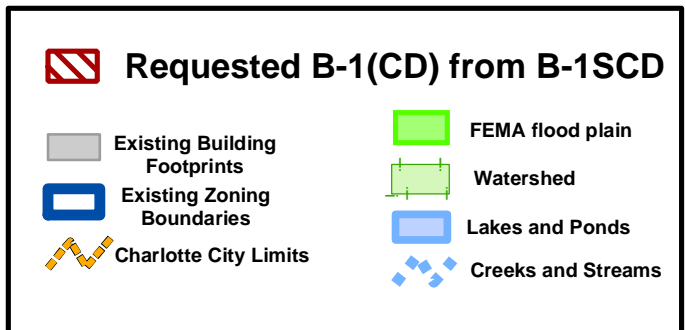 Requested B-1(CD) from B-1SCD
Existing Building
Footprints
Existing Zoning
Boundaries
Charlotte City Limits
FEMA flood plain
Watershed
Lakes and Ponds
Creeks and Streams